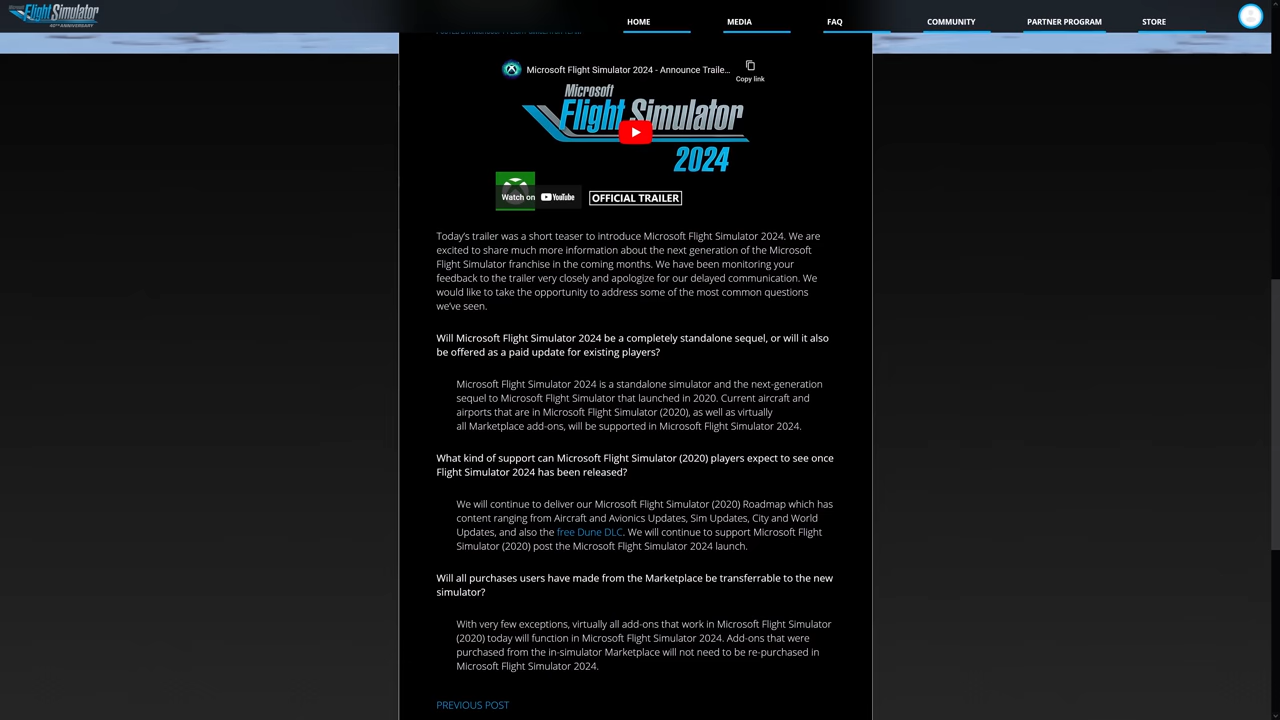 Microsoft
Flight Simulator
40TH ANNIVERSARY
HOME
MEDIA
FAQ
COMMUNITY
PARTNER PROGRAM
STORE
Microsoft Flight Simulator 2024 - Announce Traile...
Copy link
Microsoft
Flight Simulator
2024
Watch on YouTube
OFFICIAL TRAILER
Today’s trailer was a short teaser to introduce Microsoft Flight Simulator 2024. We are
excited to share much more information about the next generation of the Microsoft
Flight Simulator franchise in the coming months. We have been monitoring your
feedback to the trailer very closely and apologize for our delayed communication. We
would like to take the opportunity to address some of the most common questions
we’ve seen.
Will Microsoft Flight Simulator 2024 be a completely standalone sequel, or will it also
be offered as a paid update for existing players?
Microsoft Flight Simulator 2024 is a standalone simulator and the next-generation
sequel to Microsoft Flight Simulator that launched in 2020. Current aircraft and
airports that are in Microsoft Flight Simulator (2020), as well as virtually
all Marketplace add-ons, will be supported in Microsoft Flight Simulator 2024.
What kind of support can Microsoft Flight Simulator (2020) players expect to see once
Flight Simulator 2024 has been released?
We will continue to deliver our Microsoft Flight Simulator (2020) Roadmap which has
content ranging from Aircraft and Avionics Updates, Sim Updates, City and World
Updates, and also the free Dune DLC. We will continue to support Microsoft Flight
Simulator (2020) post the Microsoft Flight Simulator 2024 launch.
Will all purchases users have made from the Marketplace be transferrable to the new
simulator?
With very few exceptions, virtually all add-ons that work in Microsoft Flight Simulator
(2020) today will function in Microsoft Flight Simulator 2024. Add-ons that were
purchased from the in-simulator Marketplace will not need to be re-purchased in
Microsoft Flight Simulator 2024.
PREVIOUS POST